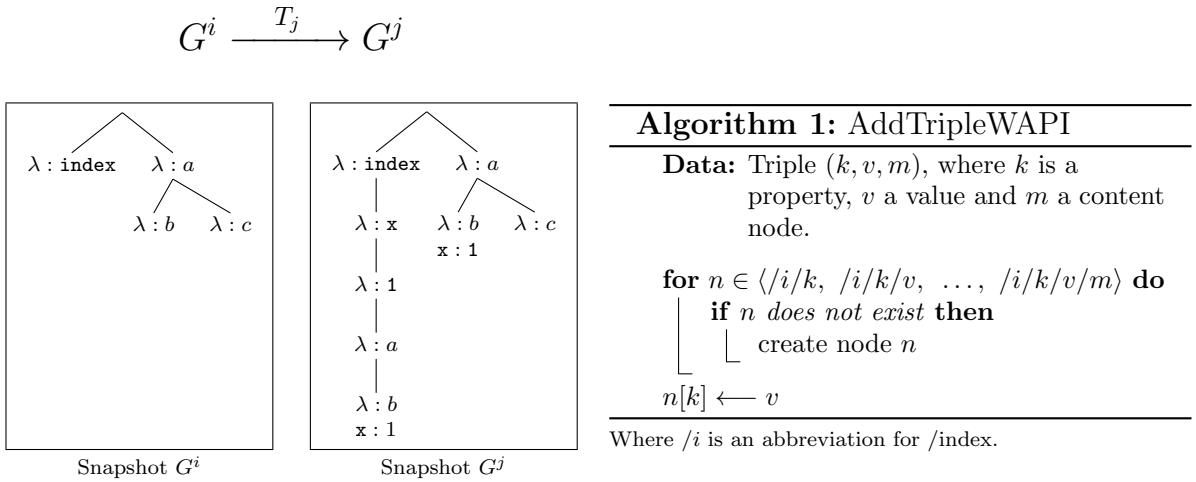 G^i —T_j→ G^j
λ : index λ : a
λ : b λ : c
Snapshot G^i
λ : index λ : a
λ : x λ : b λ : c
x : 1
λ : 1
λ : a
λ : b
x : 1
Snapshot G^j
Algorithm 1: AddTripleWAPI
Data: Triple (k, v, m), where k is a
property, v a value and m a content
node.
for n ∈ ⟨/i/k, /i/k/v, ..., /i/k/v/m⟩ do
if n does not exist then
create node n
n[k] ⟵ v
Where /i is an abbreviation for /index.